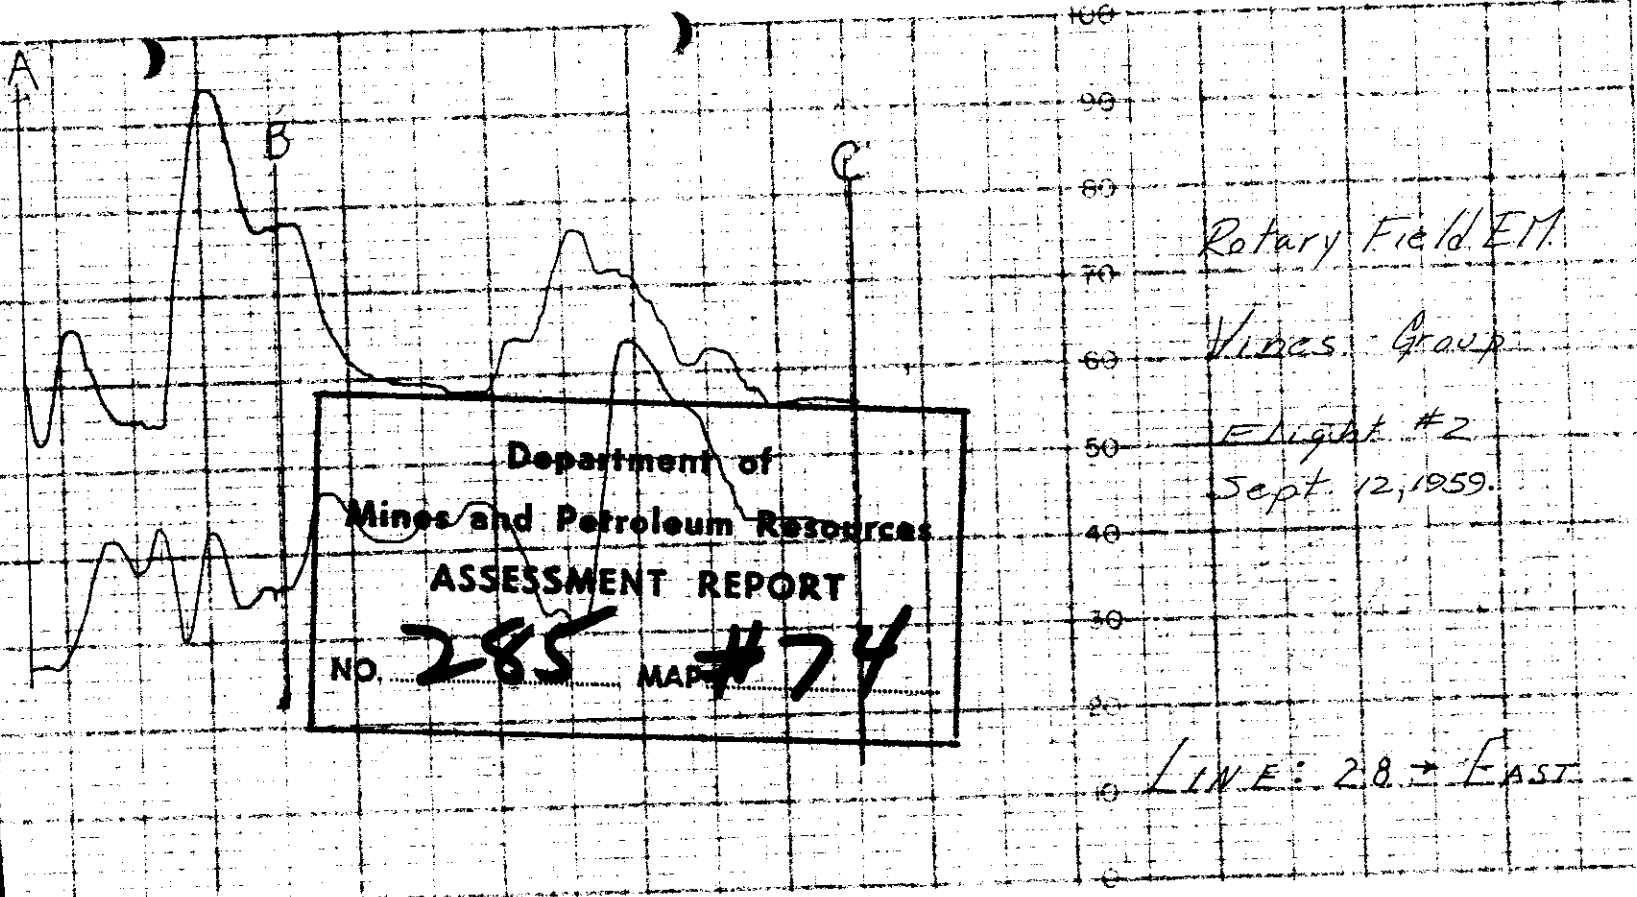 A
B
C
100
90
80
70
60
50
40
30
20
10
0
Rotary Field EM.
Vines Group
Flight #2
Sept 12, 1959.
LINE: 28 → EAST
Department of
Mines and Petroleum Resources
ASSESSMENT REPORT
NO. 285 MAP #74